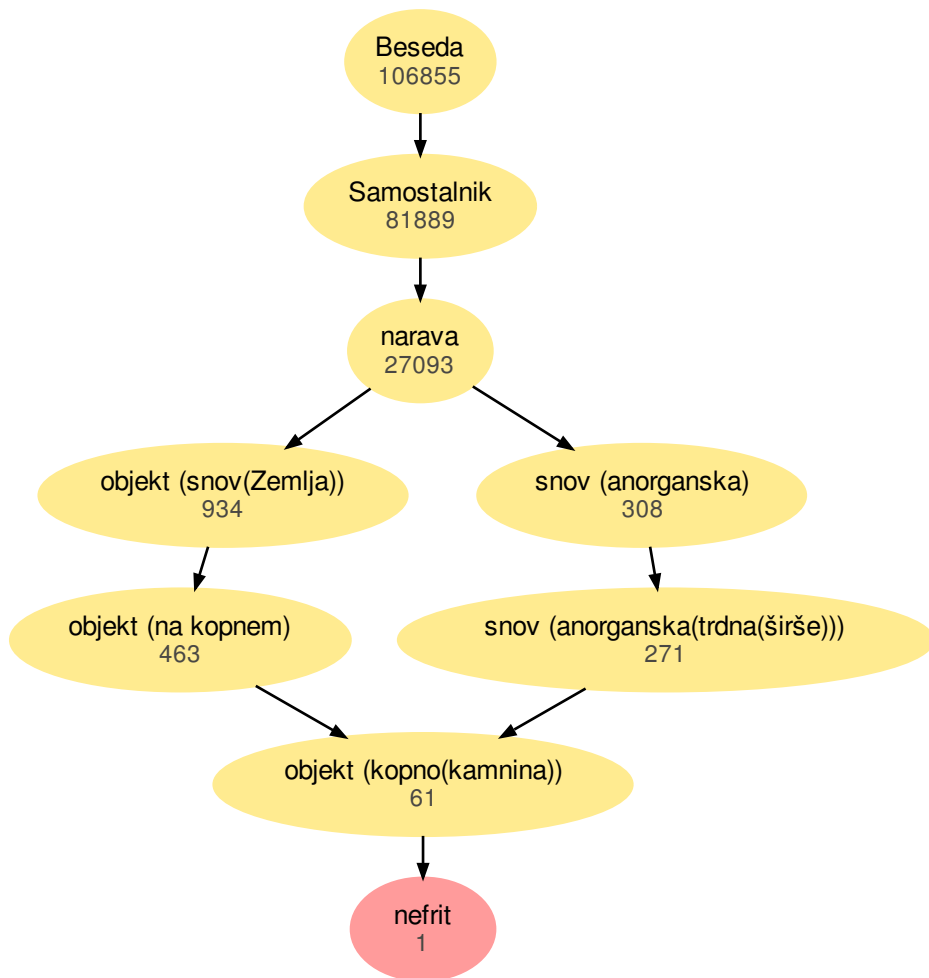 Beseda
106855
Samostalnik
81889
narava
27093
objekt (snov(Zemlja))
934
snov (anorganska)
308
objekt (na kopnem)
463
snov (anorganska(trdna(širše)))
271
objekt (kopno(kamnina))
61
nefrit
1